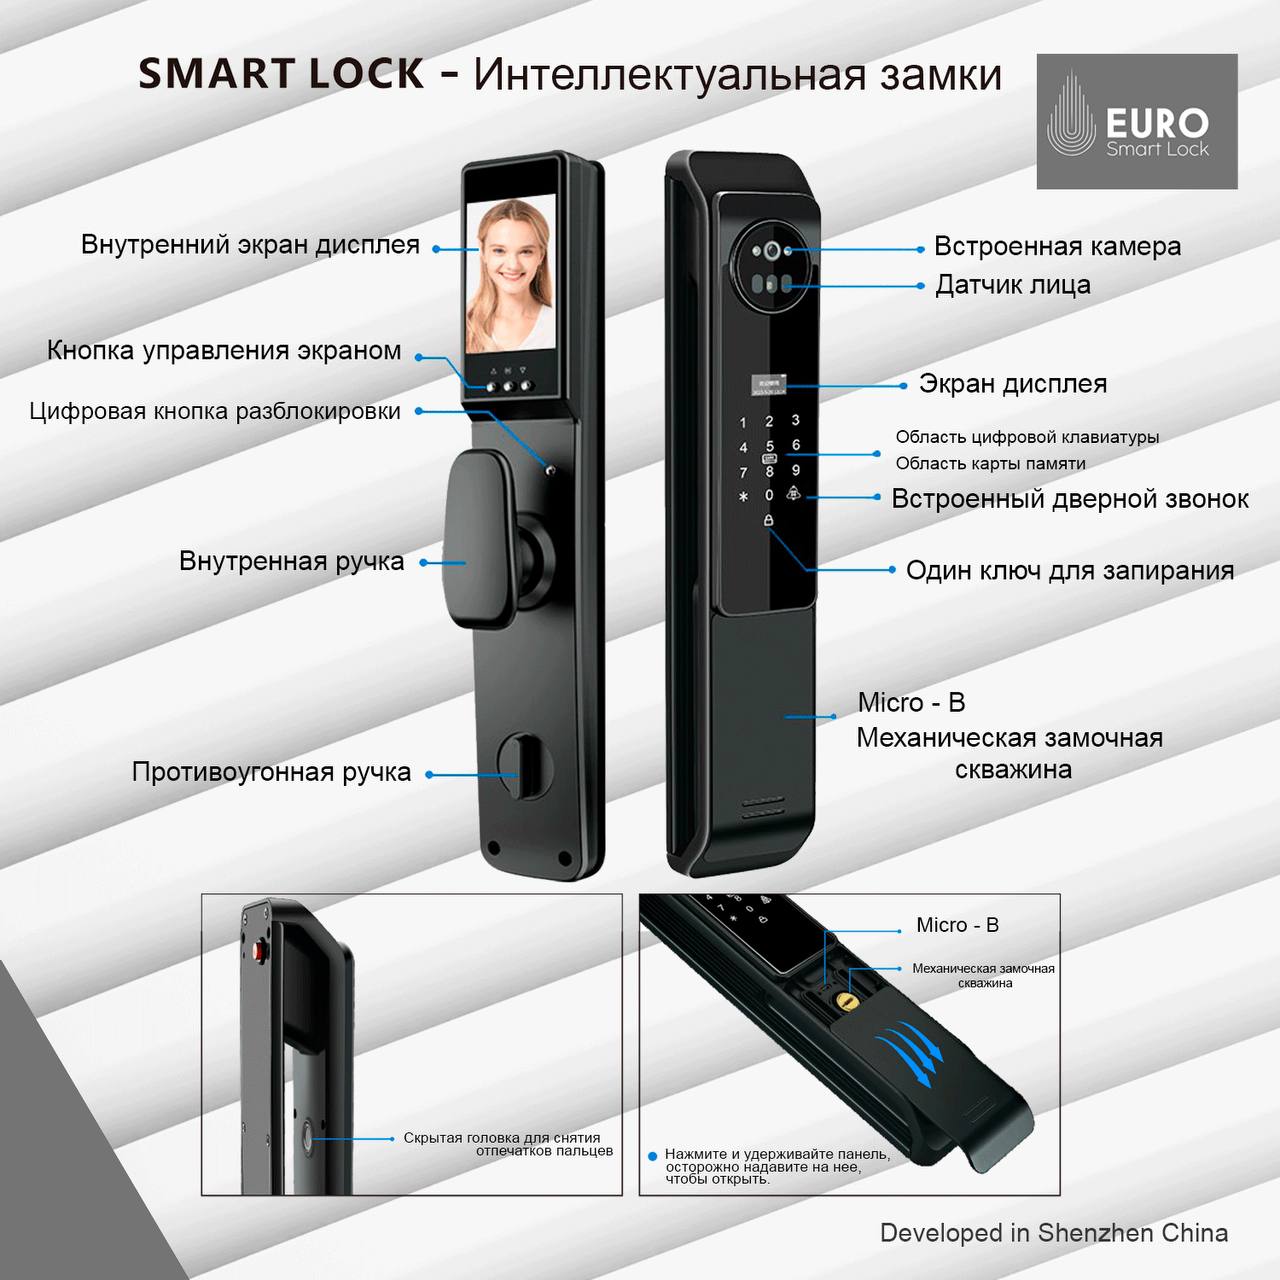 SMART LOCK - Интеллектуальная замки
EURO
Smart Lock
Внутренний экран дисплея
Встроенная камера
Датчик лица
Кнопка управления экраном
Экран дисплея
Цифровая кнопка разблокировки
1 2 3
4 5 6
7 8 9
* 0
Область цифровой клавиатуры
Область карты памяти
Встроенный дверной звонок
Внутренная ручка
Один ключ для запирания
Micro - B
Механическая замочная
скважина
Противоугонная ручка
Micro - B
Механическая замочная
скважина
Скрытая головка для снятия
отпечатков пальцев
Нажмите и удерживайте панель,
осторожно надавите на нее,
чтобы открыть.
Developed in Shenzhen China